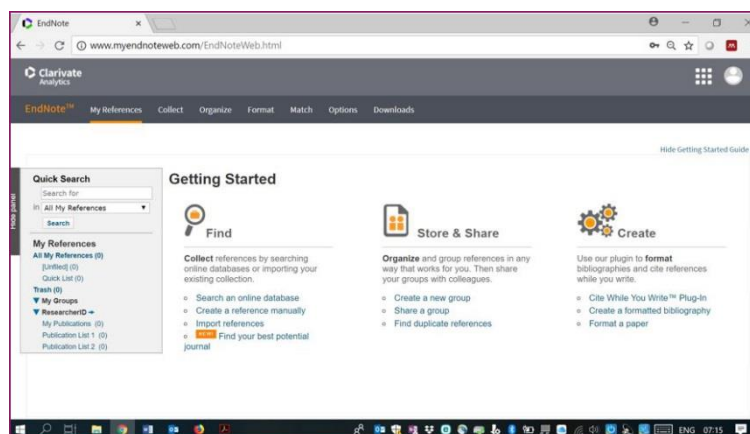 EndNote
www.myendnoteweb.com/EndNoteWeb.html
Clarivate
Analytics
EndNote™ My References Collect Organize Format Match Options Downloads
Hide Getting Started Guide
Hide panel
Quick Search
Search for
in All My References
Search
My References
All My References (0)
[Unfiled] (0)
Quick List (0)
Trash (0)
My Groups
ResearcherID
My Publications (0)
Publication List 1 (0)
Publication List 2 (0)
Getting Started
Find
Collect references by searching
online databases or importing your
existing collection.
Search an online database
Create a reference manually
Import references
NEW! Find your best potential
journal
Store & Share
Organize and group references in any
way that works for you. Then share
your groups with colleagues.
Create a new group
Share a group
Find duplicate references
Create
Use our plugin to format
bibliographies and cite references
while you write.
Cite While You Write™ Plug-In
Create a formatted bibliography
Format a paper
ENG 07:15